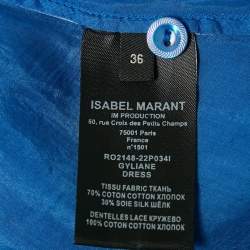 36
ISABEL MARANT
IM PRODUCTION
50, rue Croix des Petits Champs
75001 Paris
France
n°1501
RO2148-22P034I
GYLIANE
DRESS
TISSU FABRIC ТКАНЬ
70% COTON COTTON ХЛОПОК
30% SOIE SILK ШЁЛК
DENTELLES LACE КРУЖЕВО
100% COTON COTTON ХЛОПОК